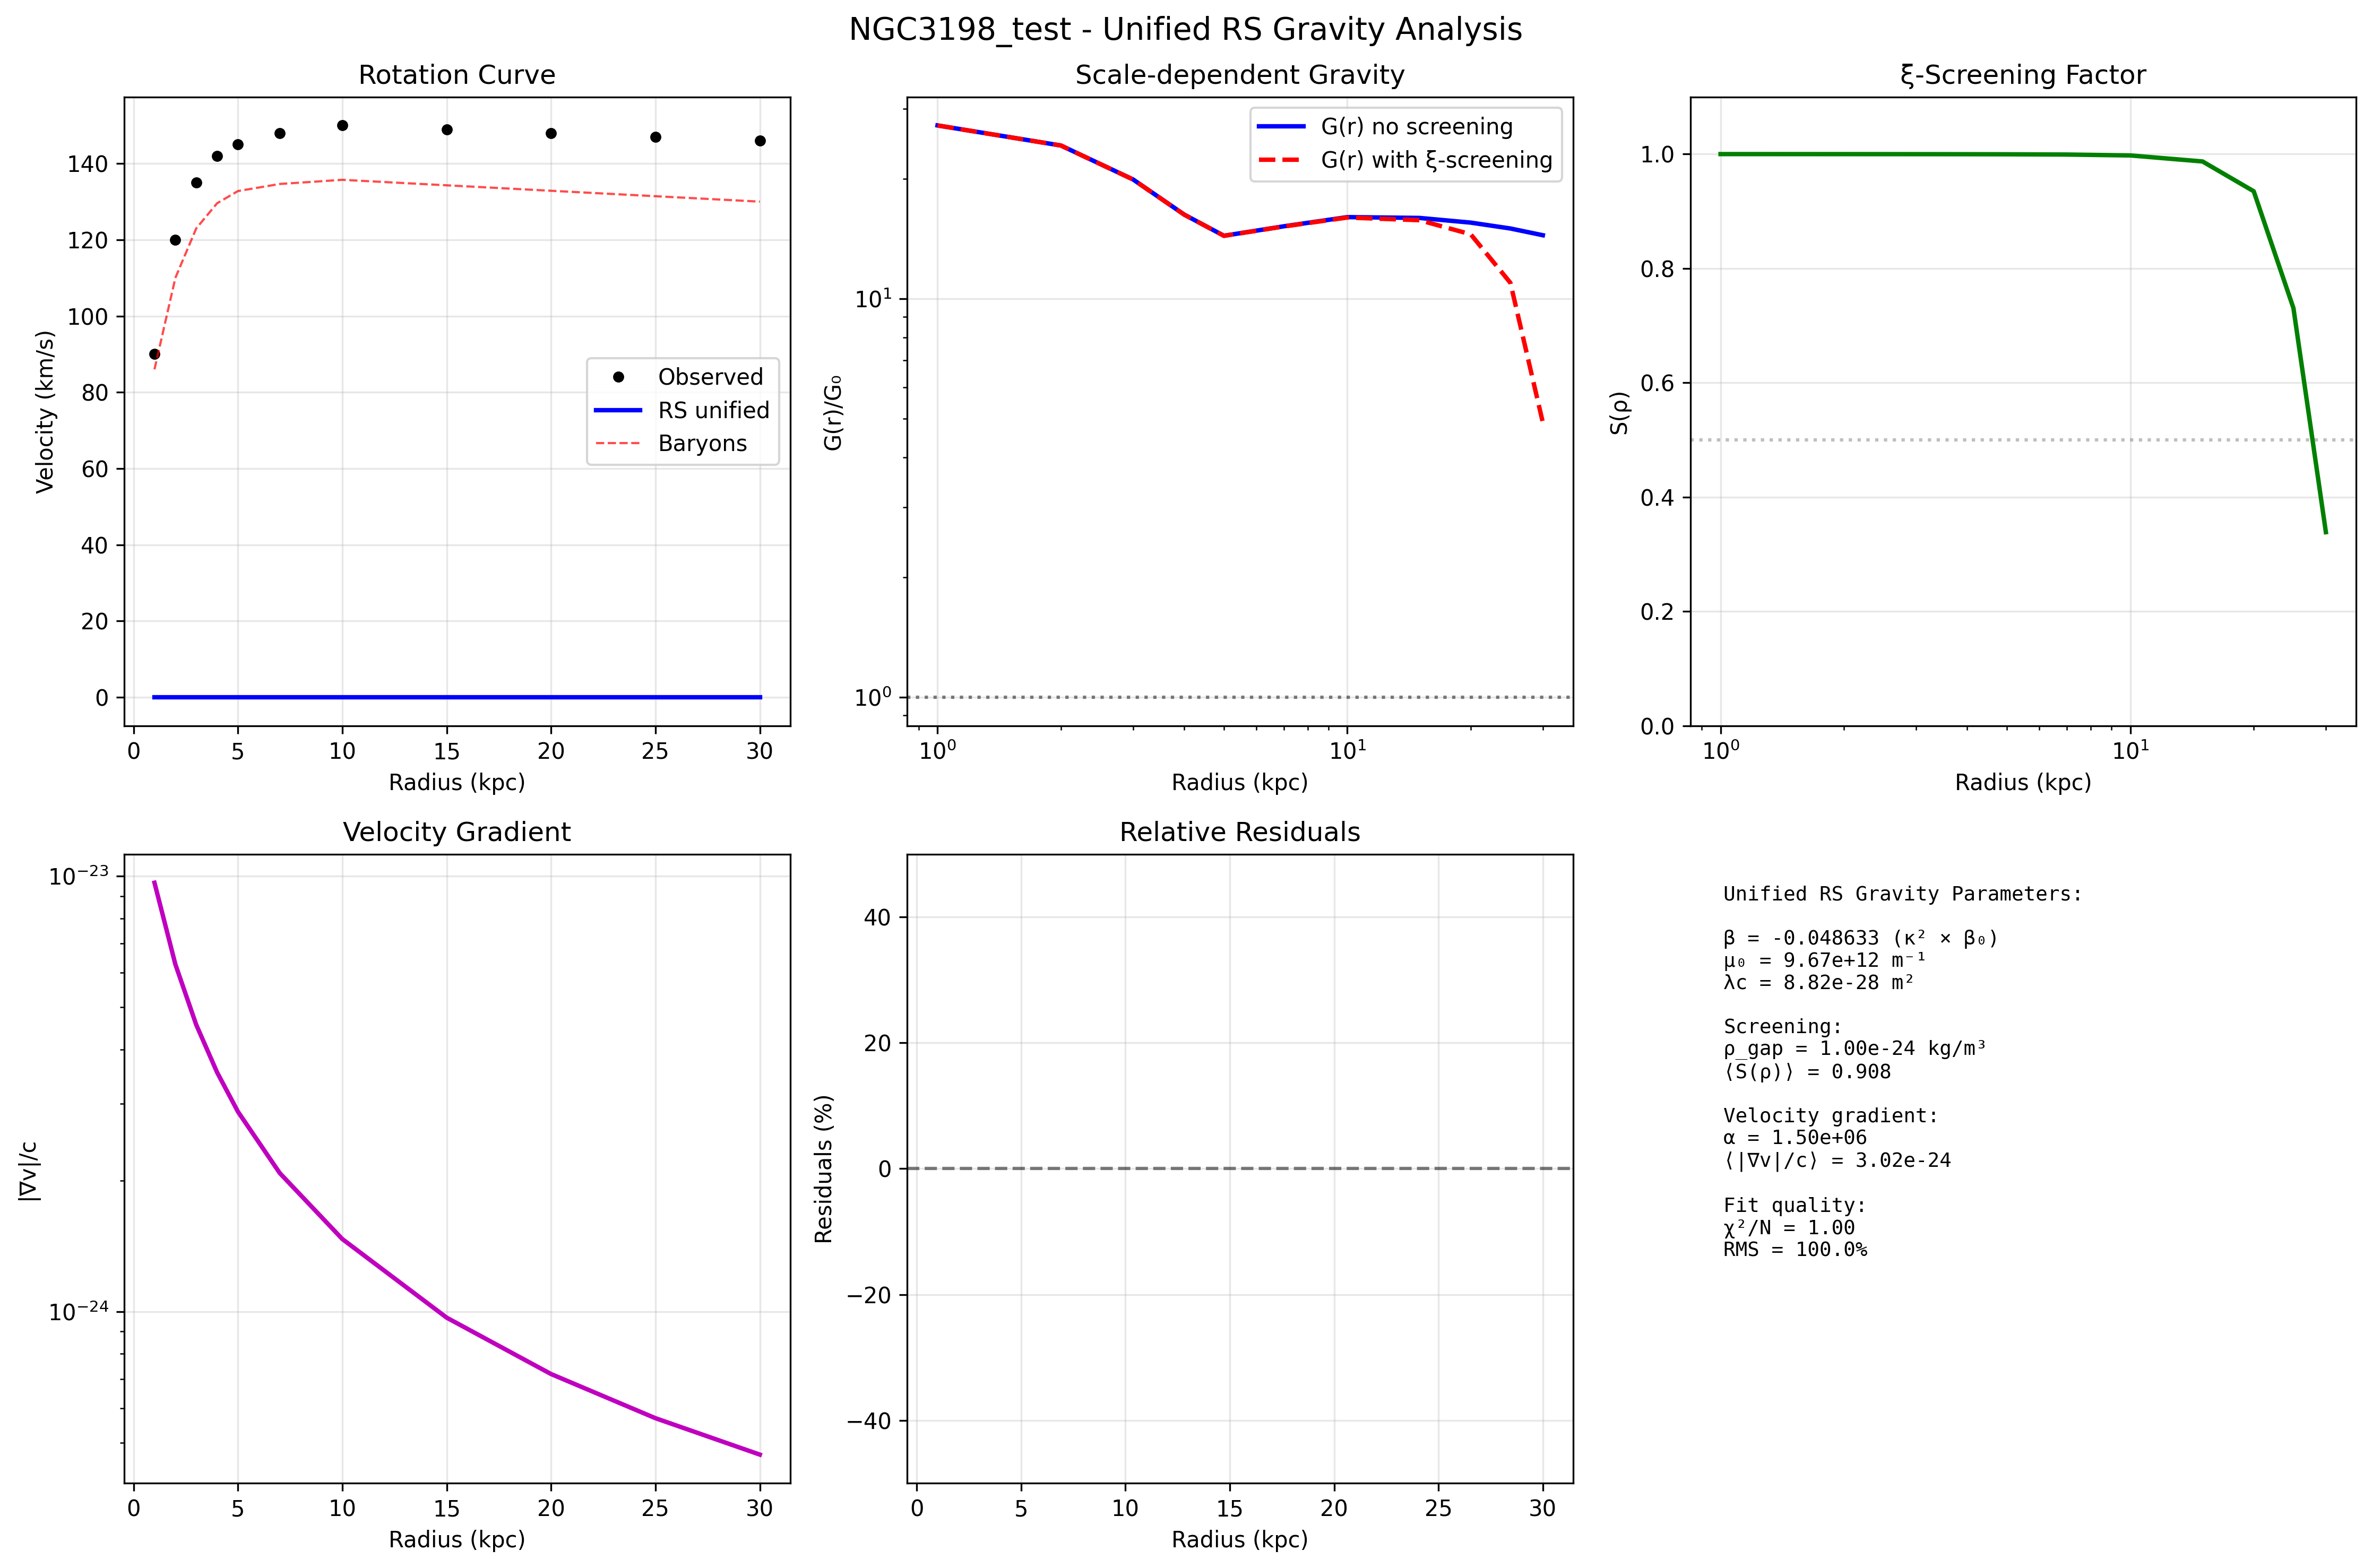 NGC3198_test - Unified RS Gravity Analysis
Rotation Curve
Velocity (km/s)
140
120
100
80
60
40
20
0
0 5 10 15 20 25 30
Radius (kpc)
Observed
RS unified
Baryons
Scale-dependent Gravity
G(r)/G₀
10¹
10⁰
10⁰ 10¹
Radius (kpc)
G(r) no screening
G(r) with ξ-screening
ξ-Screening Factor
S(ρ)
1.0
0.8
0.6
0.4
0.2
0.0
10⁰ 10¹
Radius (kpc)
Velocity Gradient
|∇v|/c
10⁻²³
10⁻²⁴
0 5 10 15 20 25 30
Radius (kpc)
Relative Residuals
Residuals (%)
40
20
0
−20
−40
0 5 10 15 20 25 30
Radius (kpc)
Unified RS Gravity Parameters:
β = -0.048633 (κ² × β₀)
μ₀ = 9.67e+12 m⁻¹
λc = 8.82e-28 m²
Screening:
ρ_gap = 1.00e-24 kg/m³
⟨S(ρ)⟩ = 0.908
Velocity gradient:
α = 1.50e+06
⟨|∇v|/c⟩ = 3.02e-24
Fit quality:
χ²/N = 1.00
RMS = 100.0%